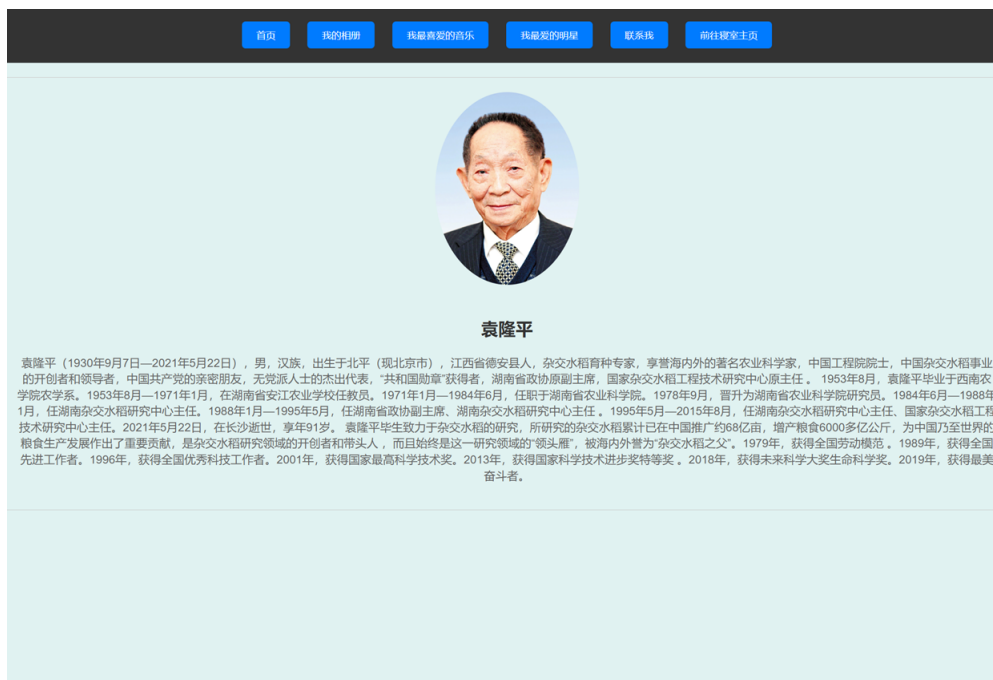 首页 我的相册 我最喜爱的音乐 我最爱的明星 联系我 前往寝室主页
袁隆平
袁隆平（1930年9月7日—2021年5月22日），男，汉族，出生于北平（现北京市），江西省德安县人，杂交水稻育种专家，享誉海内外的著名农业科学家，中国工程院院士，中国杂交水稻事业
的开创者和领导者，中国共产党的亲密朋友，无党派人士的杰出代表，“共和国勋章”获得者，湖南省政协原副主席，国家杂交水稻工程技术研究中心原主任 。 1953年8月，袁隆平毕业于西南农
学院农学系。1953年8月—1971年1月，在湖南省安江农业学校任教员。1971年1月—1984年6月，任职于湖南省农业科学院。1978年9月，晋升为湖南省农业科学院研究员。1984年6月—1988年
1月，任湖南杂交水稻研究中心主任。1988年1月—1995年5月，任湖南省政协副主席、湖南杂交水稻研究中心主任 。1995年5月—2015年8月，任湖南杂交水稻研究中心主任、国家杂交水稻工程
技术研究中心主任。2021年5月22日，在长沙逝世，享年91岁。 袁隆平毕生致力于杂交水稻的研究，所研究的杂交水稻累计已在中国推广约68亿亩，增产粮食6000多亿公斤，为中国乃至世界的
粮食生产发展作出了重要贡献，是杂交水稻研究领域的开创者和带头人 ，而且始终是这一研究领域的“领头雁”，被海内外誉为“杂交水稻之父”。1979年，获得全国劳动模范 。1989年，获得全国
先进工作者。1996年，获得全国优秀科技工作者。2001年，获得国家最高科学技术奖。2013年，获得国家科学技术进步奖特等奖 。2018年，获得未来科学大奖生命科学奖。2019年，获得最美
奋斗者。